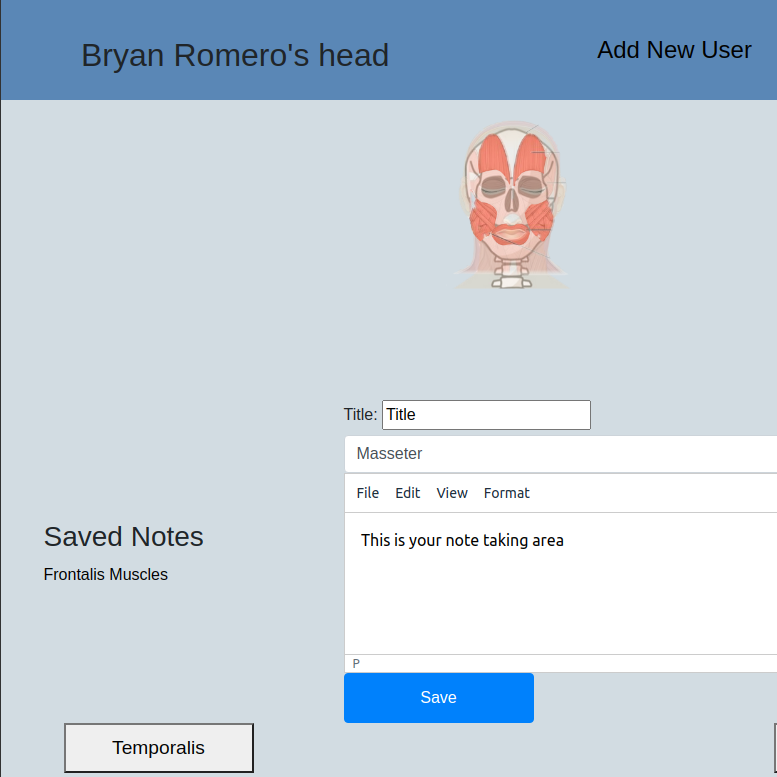 Bryan Romero's head
Add New User
Title: Title
Masseter
File Edit View Format
This is your note taking area
Saved Notes
Frontalis Muscles
P
Save
Temporalis